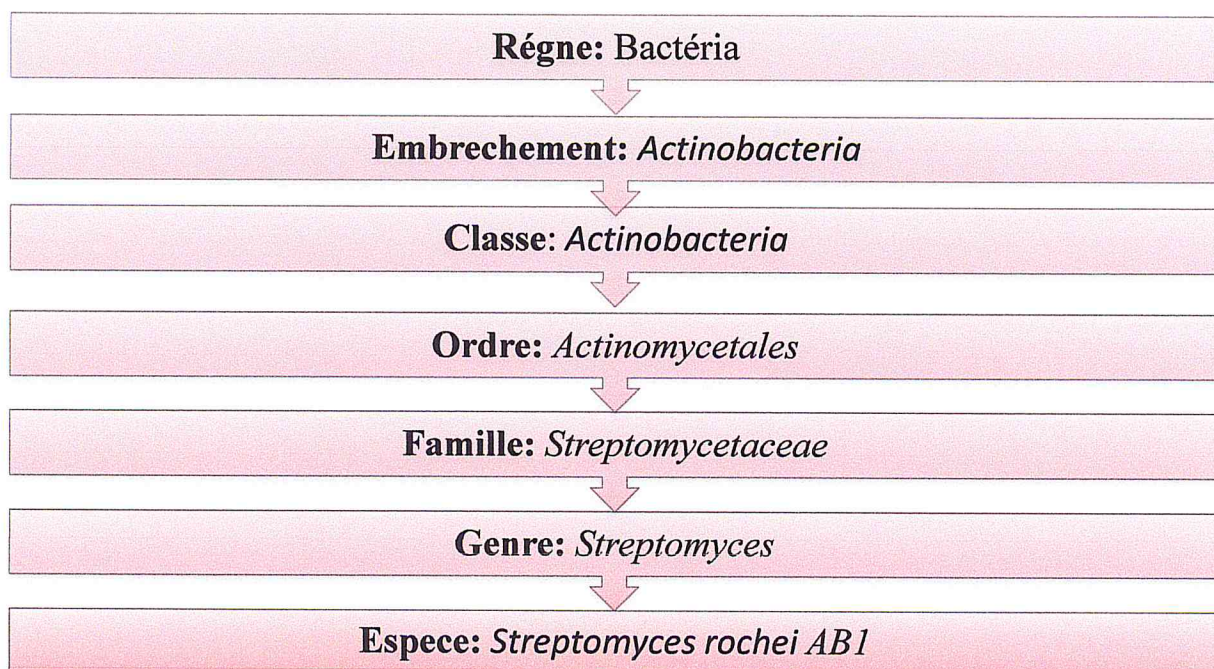 Régne: Bactéria
Embrechement: Actinobacteria
Classe: Actinobacteria
Ordre: Actinomycetales
Famille: Streptomycetaceae
Genre: Streptomyces
Espece: Streptomyces rochei AB1